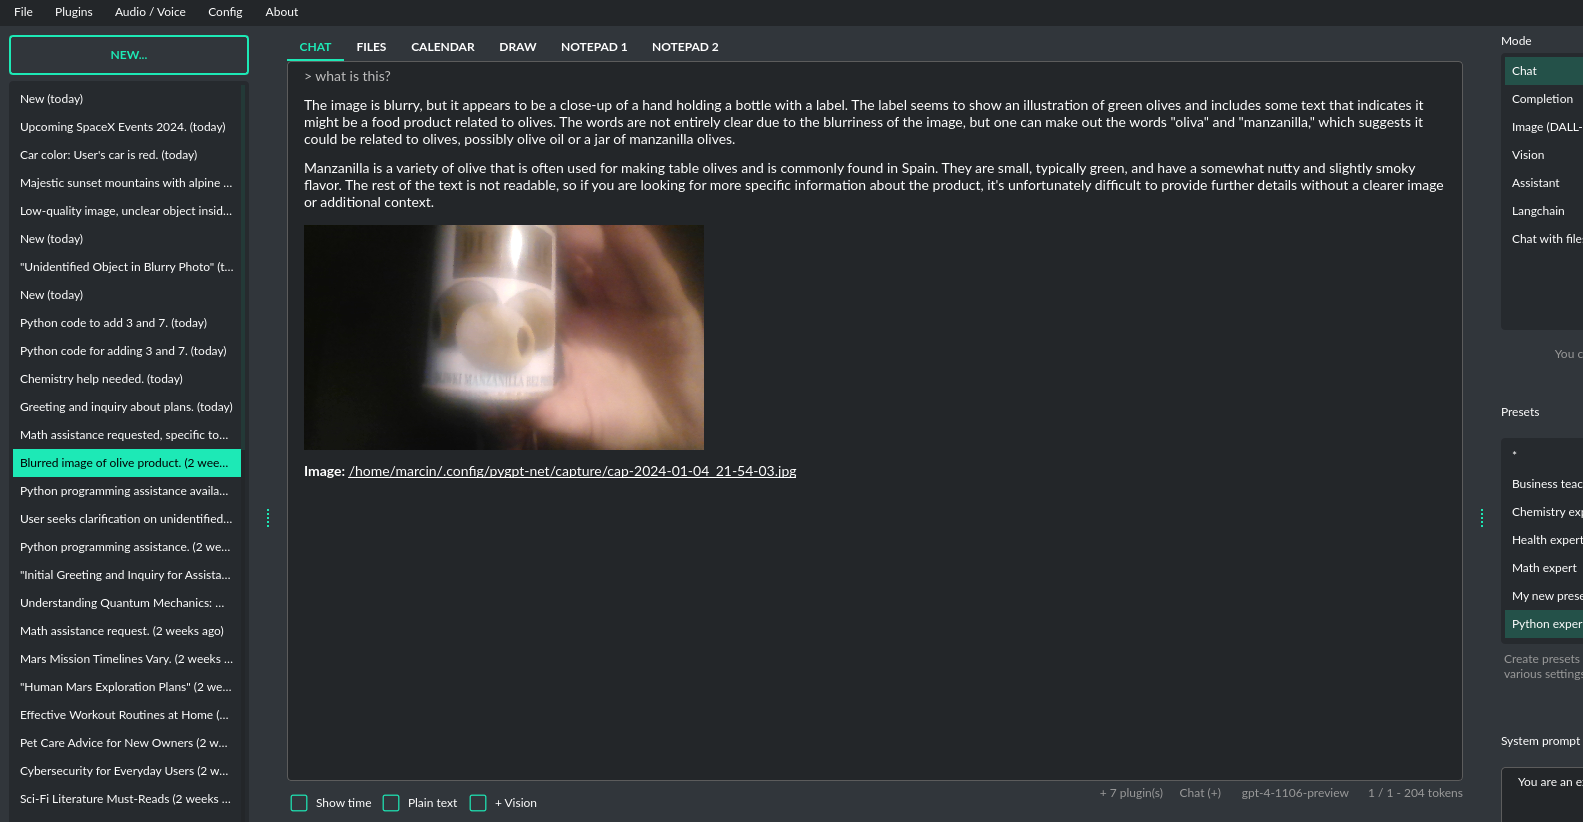 File Plugins Audio / Voice Config About
NEW...
New (today)
Upcoming SpaceX Events 2024. (today)
Car color: User's car is red. (today)
Majestic sunset mountains with alpine ...
Low-quality image, unclear object insid...
New (today)
"Unidentified Object in Blurry Photo" (t...
New (today)
Python code to add 3 and 7. (today)
Python code for adding 3 and 7. (today)
Chemistry help needed. (today)
Greeting and inquiry about plans. (today)
Math assistance requested, specific to...
Blurred image of olive product. (2 wee...
Python programming assistance availa...
User seeks clarification on unidentified...
Python programming assistance. (2 we...
"Initial Greeting and Inquiry for Assista...
Understanding Quantum Mechanics: ...
Math assistance request. (2 weeks ago)
Mars Mission Timelines Vary. (2 weeks ...
"Human Mars Exploration Plans" (2 we...
Effective Workout Routines at Home (...
Pet Care Advice for New Owners (2 w...
Cybersecurity for Everyday Users (2 w...
Sci-Fi Literature Must-Reads (2 weeks ...
CHAT FILES CALENDAR DRAW NOTEPAD 1 NOTEPAD 2
> what is this?
The image is blurry, but it appears to be a close-up of a hand holding a bottle with a label. The label seems to show an illustration of green olives and includes some text that indicates it
might be a food product related to olives. The words are not entirely clear due to the blurriness of the image, but one can make out the words "oliva" and "manzanilla," which suggests it
could be related to olives, possibly olive oil or a jar of manzanilla olives.
Manzanilla is a variety of olive that is often used for making table olives and is commonly found in Spain. They are small, typically green, and have a somewhat nutty and slightly smoky
flavor. The rest of the text is not readable, so if you are looking for more specific information about the product, it's unfortunately difficult to provide further details without a clearer image
or additional context.
MANZANILLA
Image: /home/marcin/.config/pygpt-net/capture/cap-2024-01-04_21-54-03.jpg
Show time Plain text + Vision
+ 7 plugin(s) Chat (+) gpt-4-1106-preview 1 / 1 - 204 tokens
Mode
Chat
Completion
Image (DALL-
Vision
Assistant
Langchain
Chat with file
You c
Presets
*
Business teac
Chemistry exp
Health expert
Math expert
My new prese
Python exper
Create presets
various settings
System prompt
You are an e